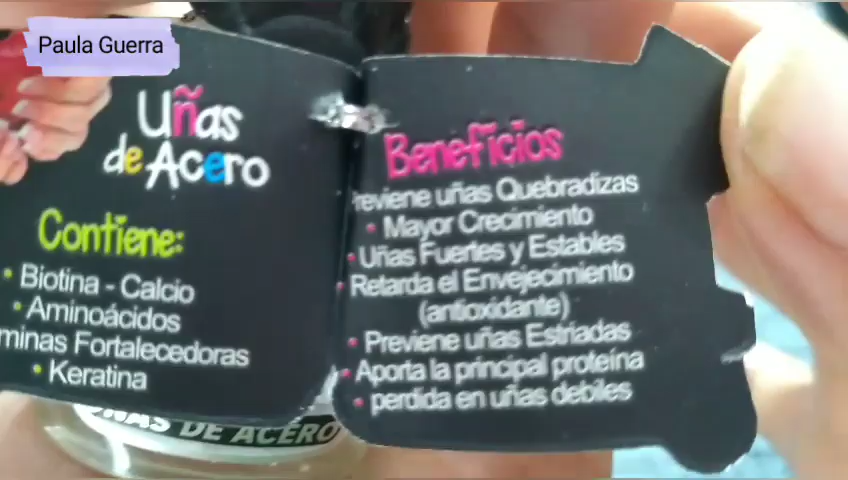 Paula Guerra
Uñas
de Acero
Contiene:
• Biotina - Calcio
• Aminoácidos
minas Fortalecedoras
• Keratina
UÑAS DE ACERO
Beneficios
reviene uñas Quebradizas
• Mayor Crecimiento
• Uñas Fuertes y Estables
• Retarda el Envejecimiento
(antioxidante)
• Previene uñas Estriadas
• Aporta la principal proteína
• perdida en uñas debiles